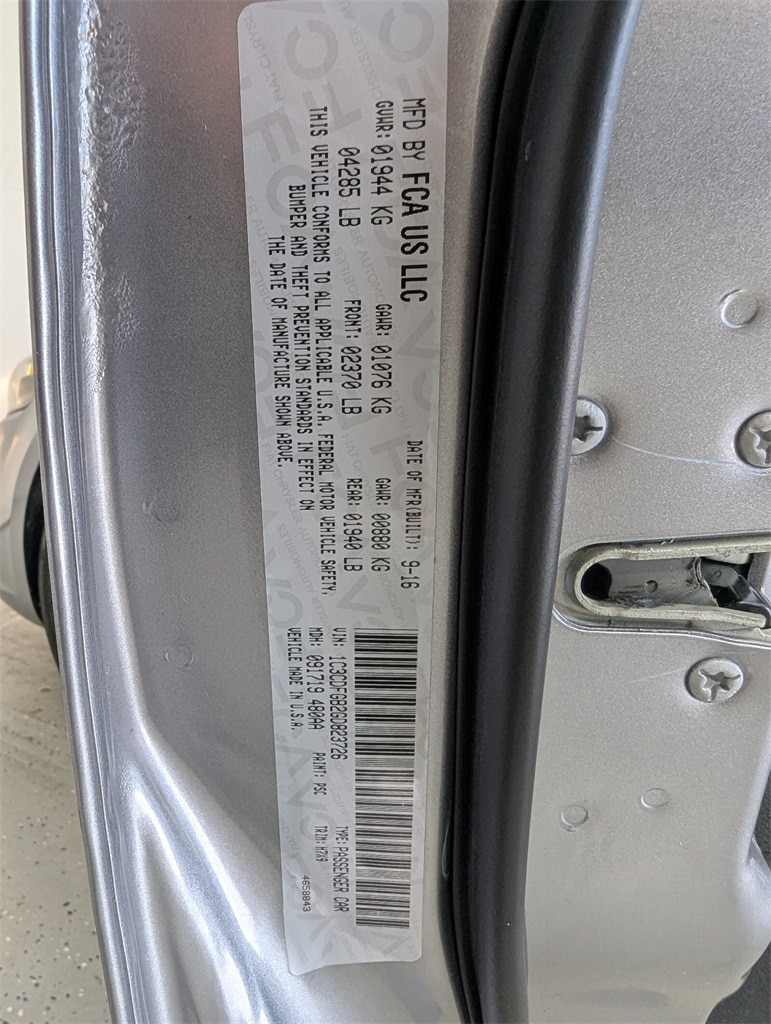 MFD BY FCA US LLC
DATE OF MFR(BUILT): 9-16
GVWR: 01944 KG GAWR: 01076 KG GAWR: 00880 KG
04285 LB FRONT: 02370 LB REAR: 01940 LB
THIS VEHICLE CONFORMS TO ALL APPLICABLE U.S.A. FEDERAL MOTOR VEHICLE SAFETY,
BUMPER AND THEFT PREVENTION STANDARDS IN EFFECT ON
THE DATE OF MANUFACTURE SHOWN ABOVE.
VIN: 1C3CDFGB2GD823726 TYPE: PASSENGER CAR
MDH: 091719 480AA PAINT: PSC TRIM: M7X9
VEHICLE MADE IN U.S.A.
4658843